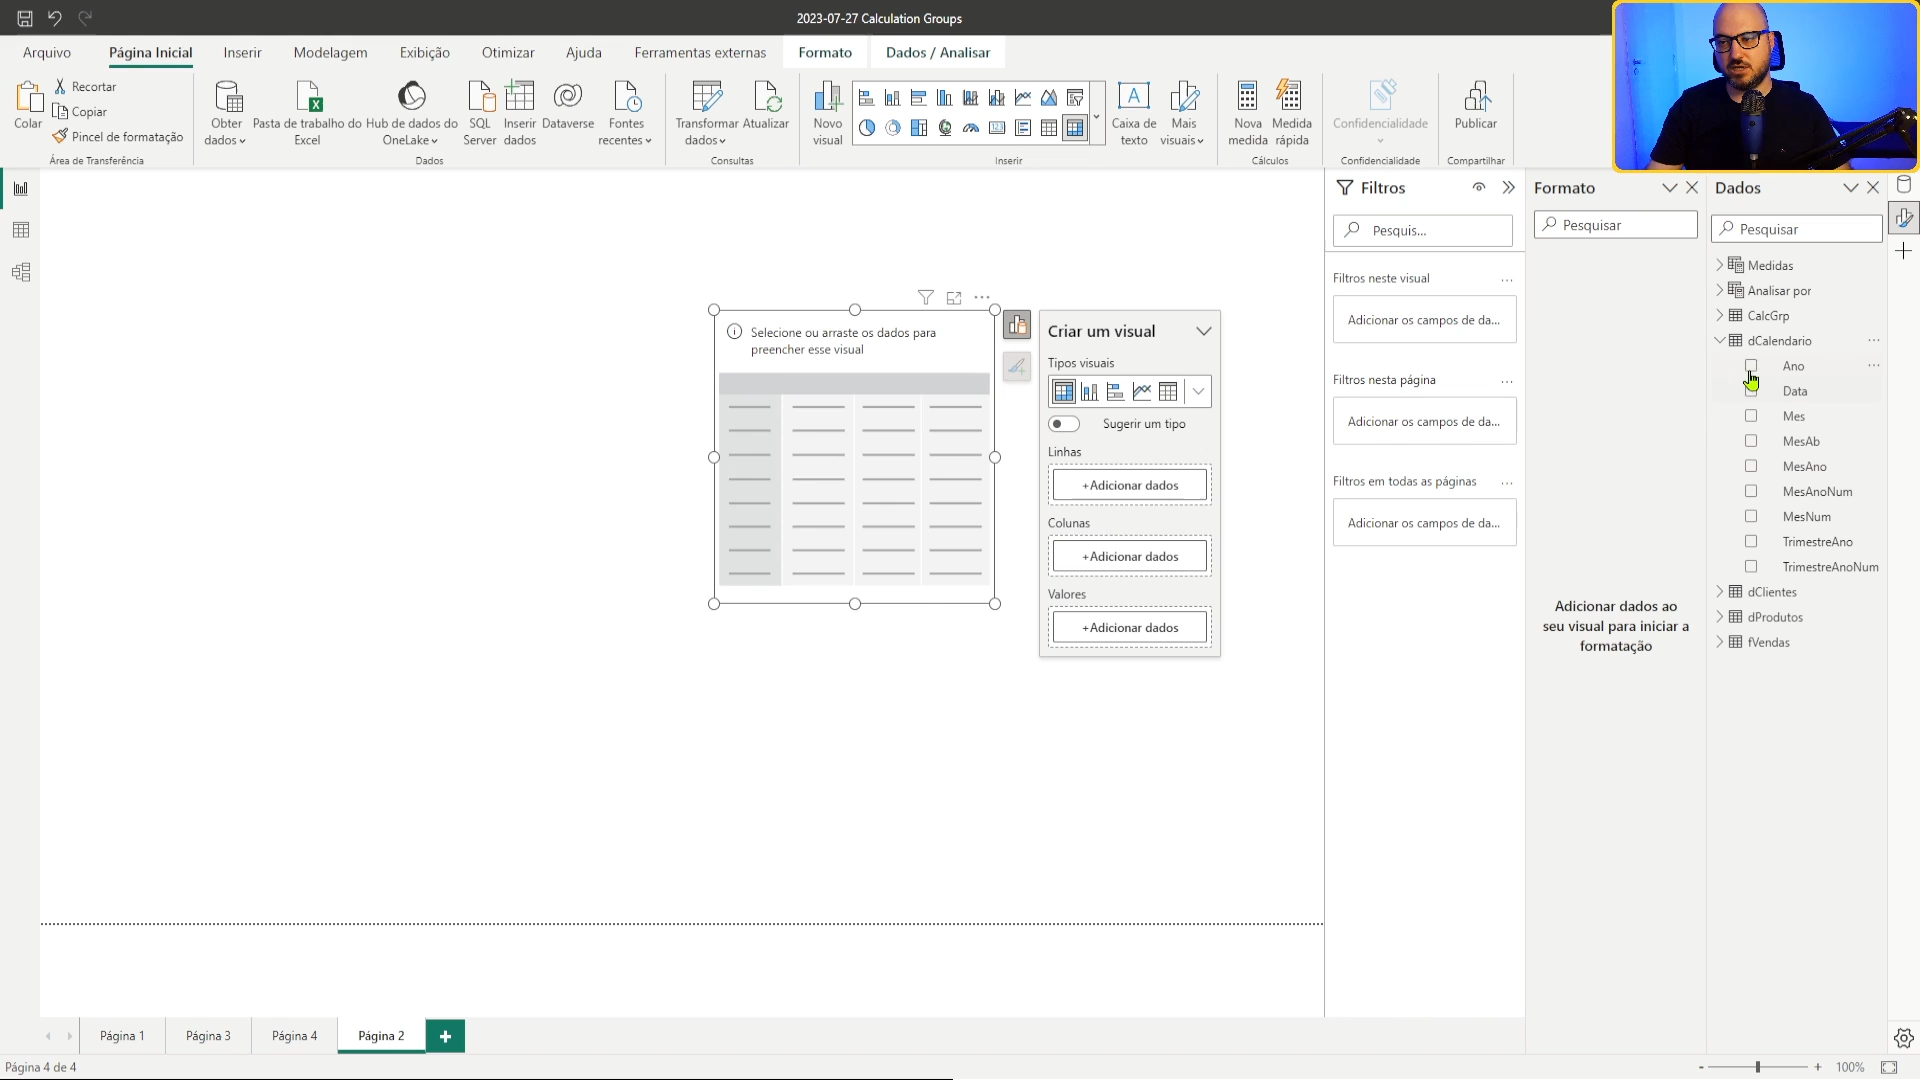 2023-07-27 Calculation Groups
Arquivo
Página Inicial
Inserir
Modelagem
Exibição
Otimizar
Ajuda
Ferramentas externas
Formato
Dados / Analisar
Colar
Recortar
Copiar
Pincel de formatação
Área de Transferência
Obter
dados
Pasta de trabalho do
Excel
Hub de dados do
OneLake
SQL
Server
Inserir
dados
Dataverse
Fontes
recentes
Dados
Transformar
dados
Atualizar
Consultas
Novo
visual
Caixa de
texto
Mais
visuais
Inserir
Nova
medida
Medida
rápida
Cálculos
Confidencialidade
Confidencialidade
Publicar
Compartilhar
Selecione ou arraste os dados para
preencher esse visual
Criar um visual
Tipos visuais
Sugerir um tipo
Linhas
+Adicionar dados
Colunas
+Adicionar dados
Valores
+Adicionar dados
Filtros
Pesquis...
Filtros neste visual
Adicionar os campos de da...
Filtros nesta página
Adicionar os campos de da...
Filtros em todas as páginas
Adicionar os campos de da...
Formato
Pesquisar
Adicionar dados ao
seu visual para iniciar a
formatação
Dados
Pesquisar
Medidas
Analisar por
CalcGrp
dCalendario
Ano
Data
Mes
MesAb
MesAno
MesAnoNum
MesNum
TrimestreAno
TrimestreAnoNum
dClientes
dProdutos
fVendas
Página 1
Página 3
Página 4
Página 2
Página 4 de 4
- + 100%